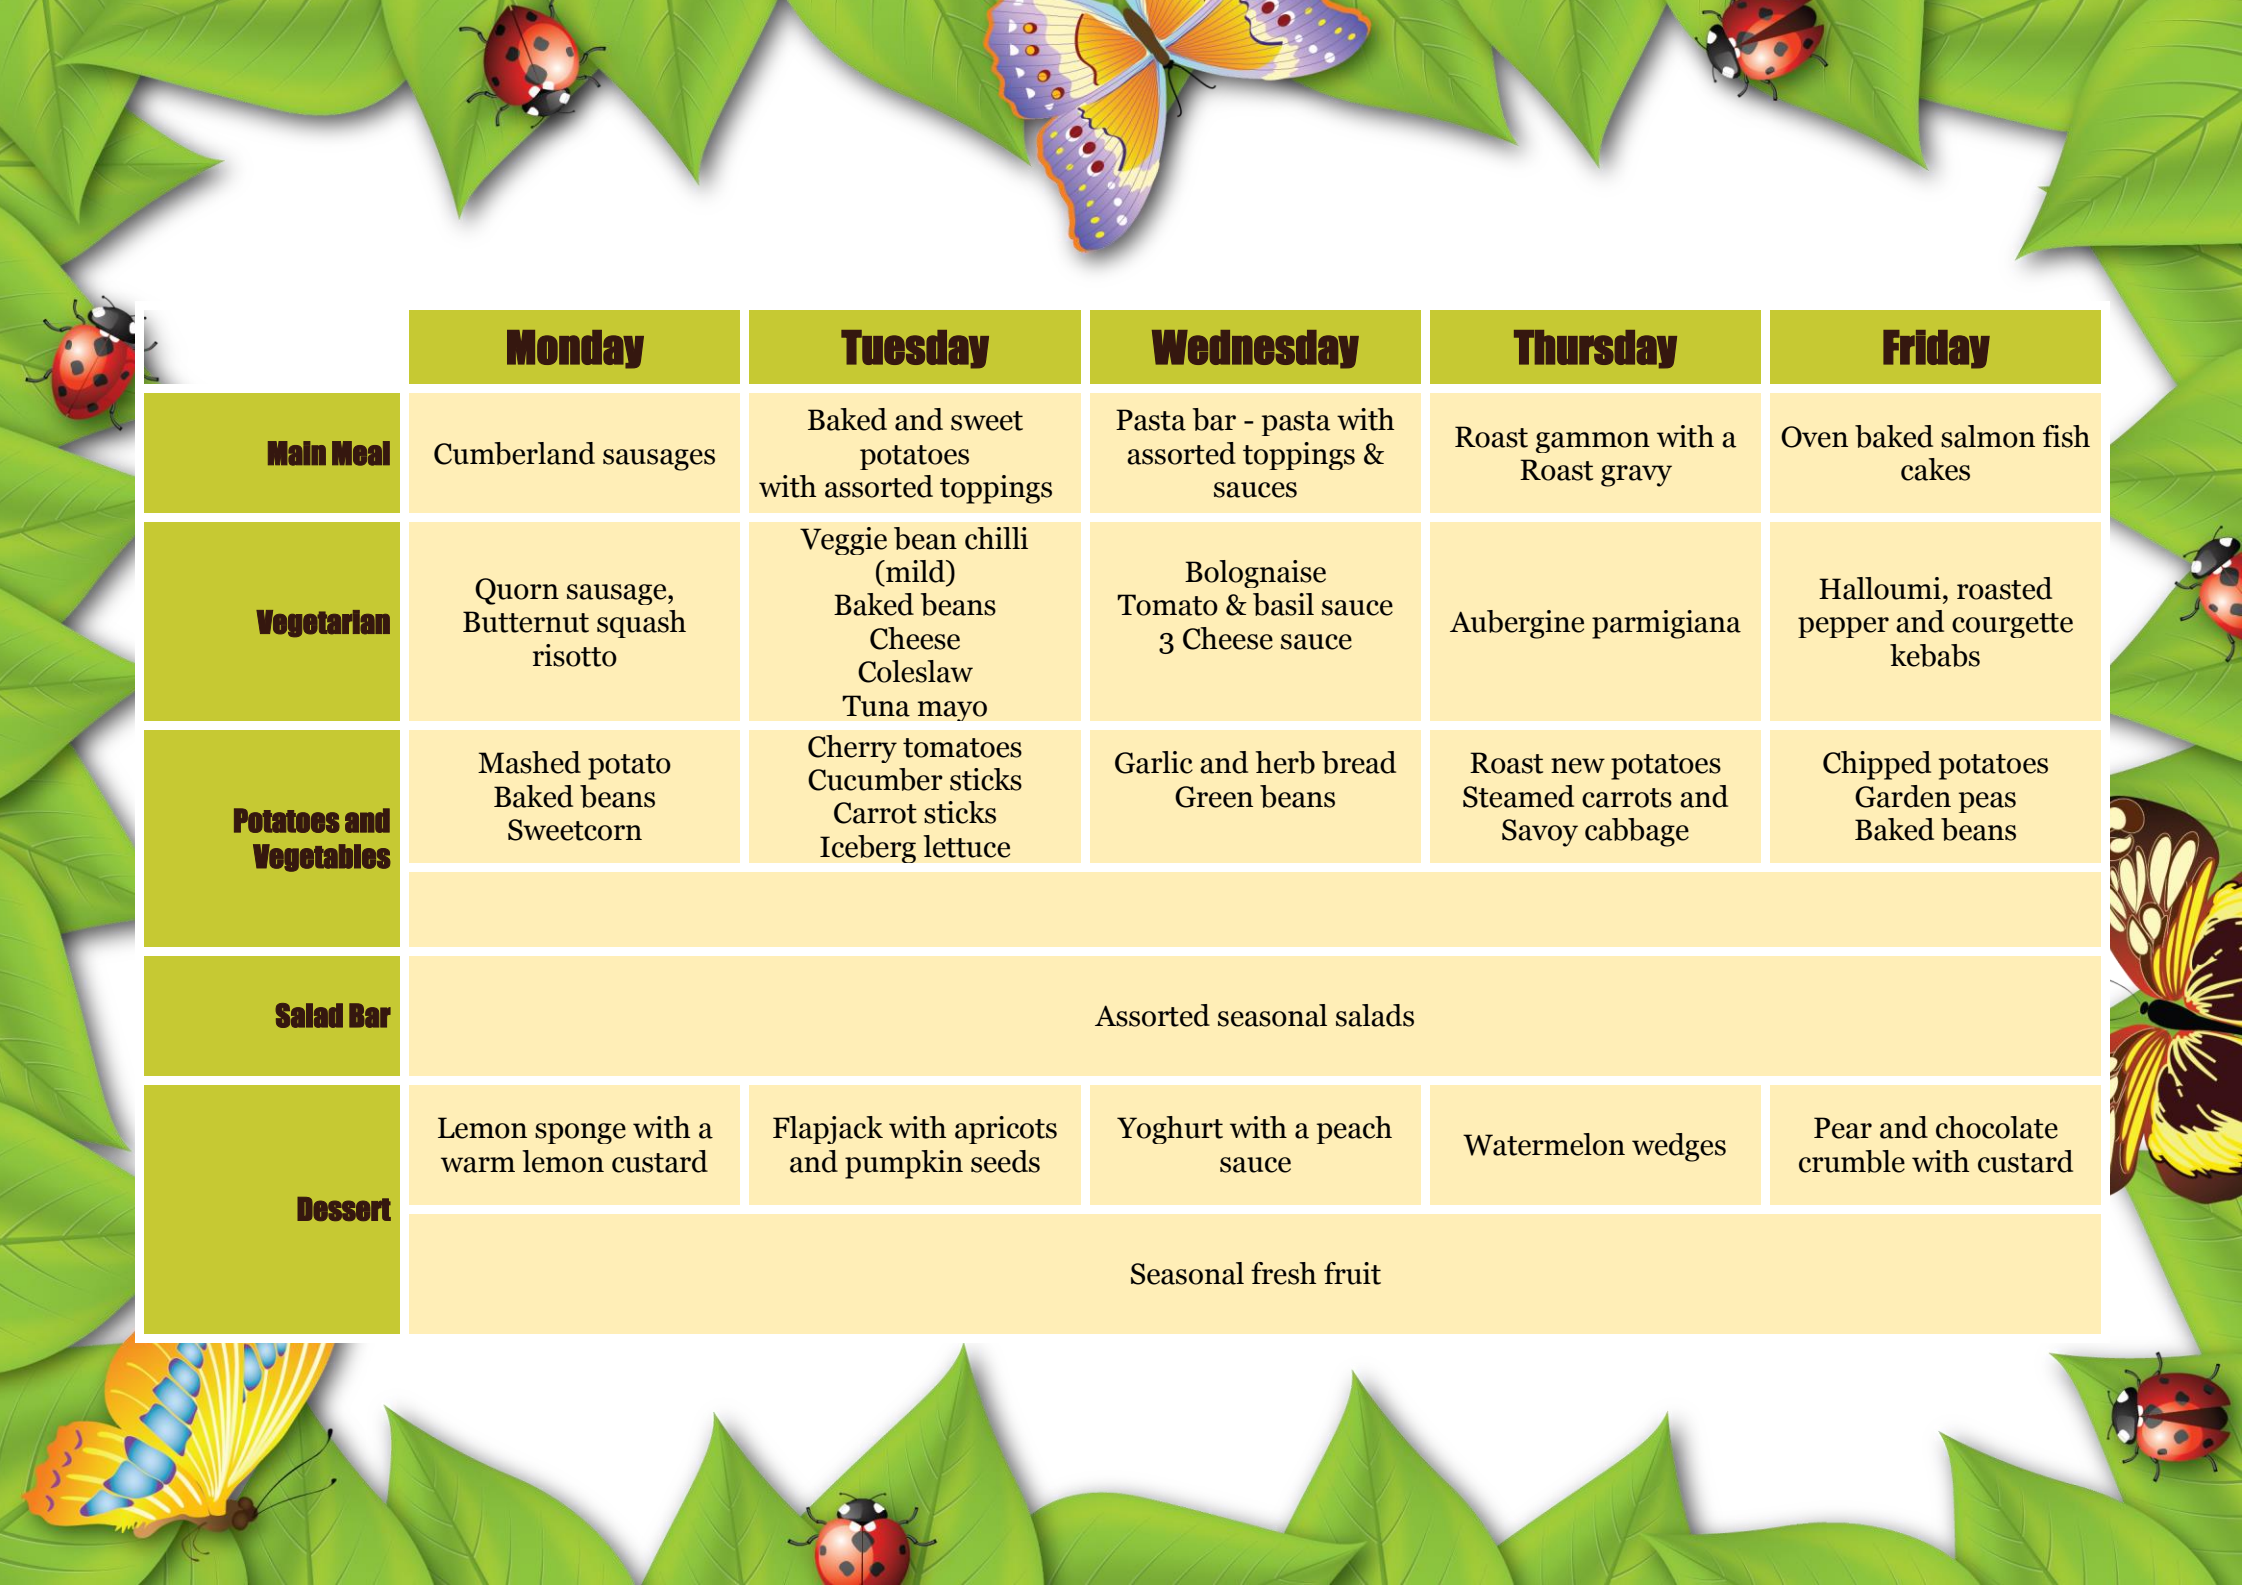 Monday
Tuesday
Wednesday
Thursday
Friday
Main Meal
Cumberland sausages
Baked and sweet
potatoes
with assorted toppings
Pasta bar - pasta with
assorted toppings &
sauces
Roast gammon with a
Roast gravy
Oven baked salmon fish
cakes
Vegetarian
Quorn sausage,
Butternut squash
risotto
Veggie bean chilli
(mild)
Baked beans
Cheese
Coleslaw
Tuna mayo
Bolognaise
Tomato & basil sauce
3 Cheese sauce
Aubergine parmigiana
Halloumi, roasted
pepper and courgette
kebabs
Potatoes and
Vegetables
Mashed potato
Baked beans
Sweetcorn
Cherry tomatoes
Cucumber sticks
Carrot sticks
Iceberg lettuce
Garlic and herb bread
Green beans
Roast new potatoes
Steamed carrots and
Savoy cabbage
Chipped potatoes
Garden peas
Baked beans
Salad Bar
Assorted seasonal salads
Dessert
Lemon sponge with a
warm lemon custard
Flapjack with apricots
and pumpkin seeds
Yoghurt with a peach
sauce
Watermelon wedges
Pear and chocolate
crumble with custard
Seasonal fresh fruit